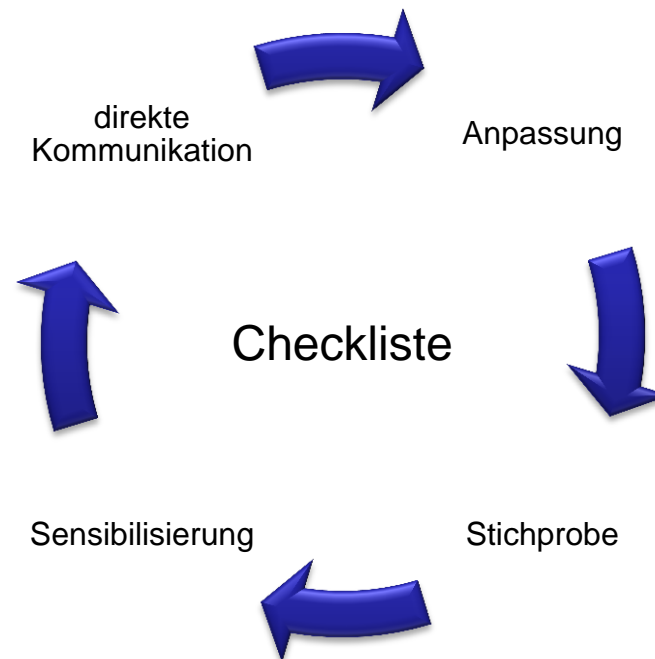 direkte
Kommunikation
Anpassung
Checkliste
Sensibilisierung
Stichprobe